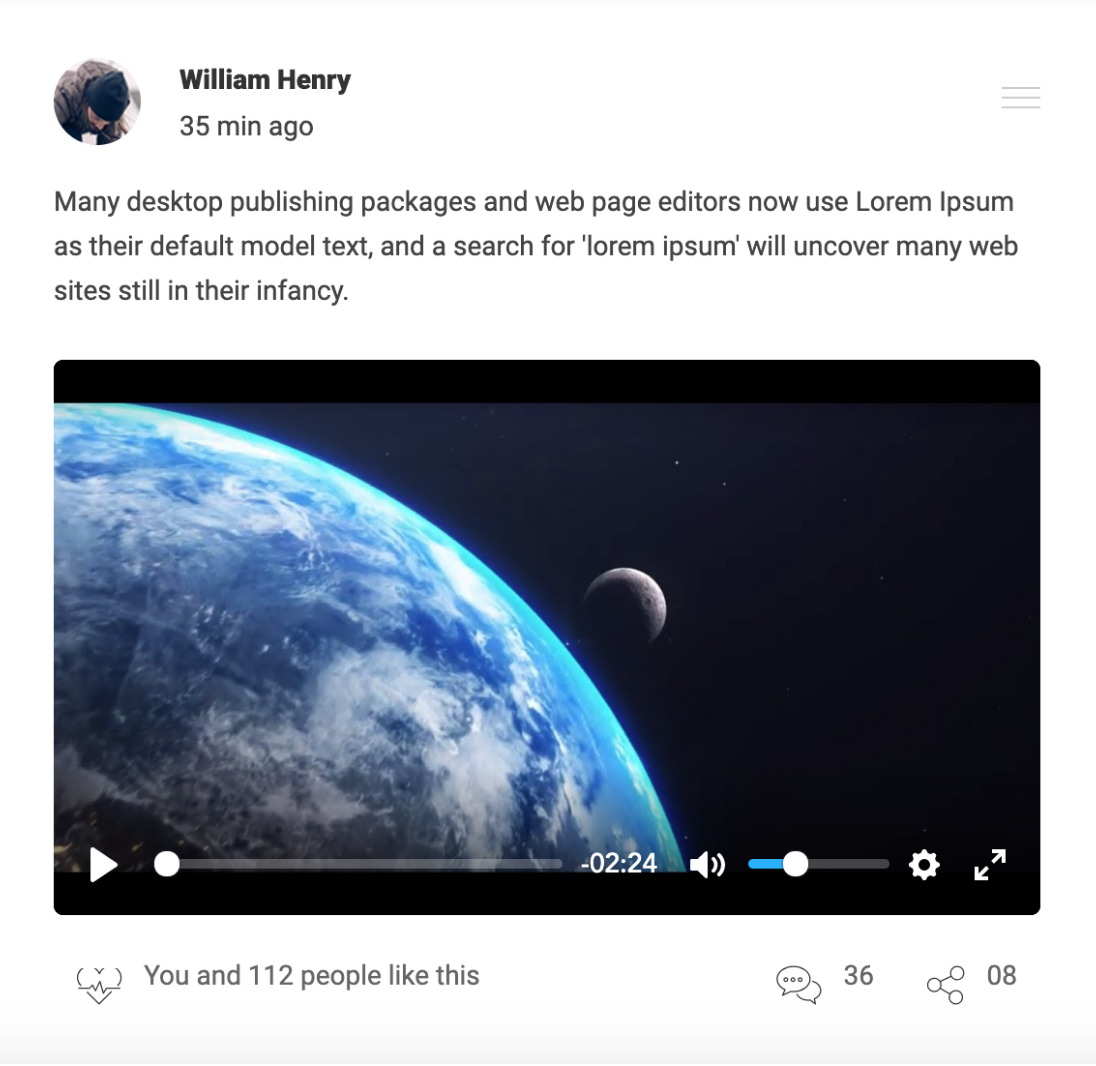 William Henry
35 min ago
Many desktop publishing packages and web page editors now use Lorem Ipsum
as their default model text, and a search for 'lorem ipsum' will uncover many web
sites still in their infancy.
-02:24
You and 112 people like this
36
08